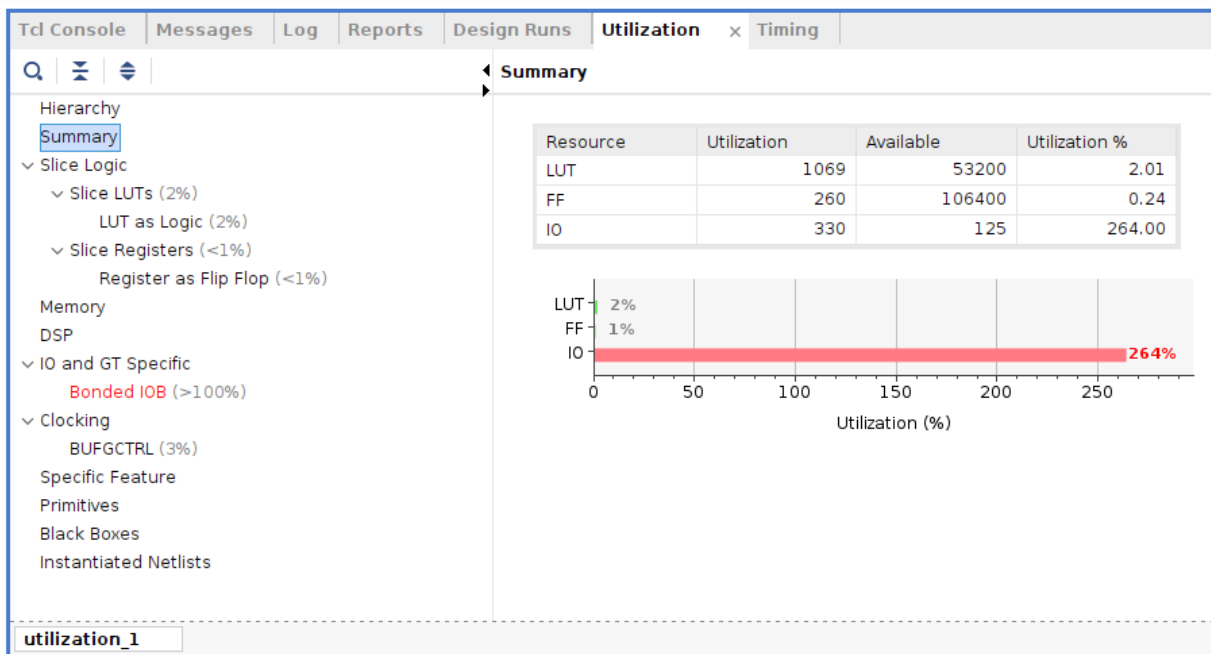 Tcl Console Messages Log Reports Design Runs Utilization × Timing
Summary
Hierarchy
Summary
Slice Logic
Slice LUTs (2%)
LUT as Logic (2%)
Slice Registers (<1%)
Register as Flip Flop (<1%)
Memory
DSP
IO and GT Specific
Bonded IOB (>100%)
Clocking
BUFGCTRL (3%)
Specific Feature
Primitives
Black Boxes
Instantiated Netlists
Resource Utilization Available Utilization %
LUT 1069 53200 2.01
FF 260 106400 0.24
IO 330 125 264.00
LUT 2%
FF 1%
IO 264%
0 50 100 150 200 250
Utilization (%)
utilization_1